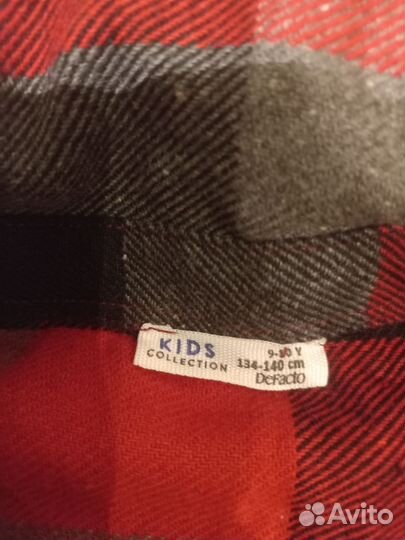 KIDS
COLLECTION
9-10 Y
134-140 cm
DeFacto
Avito